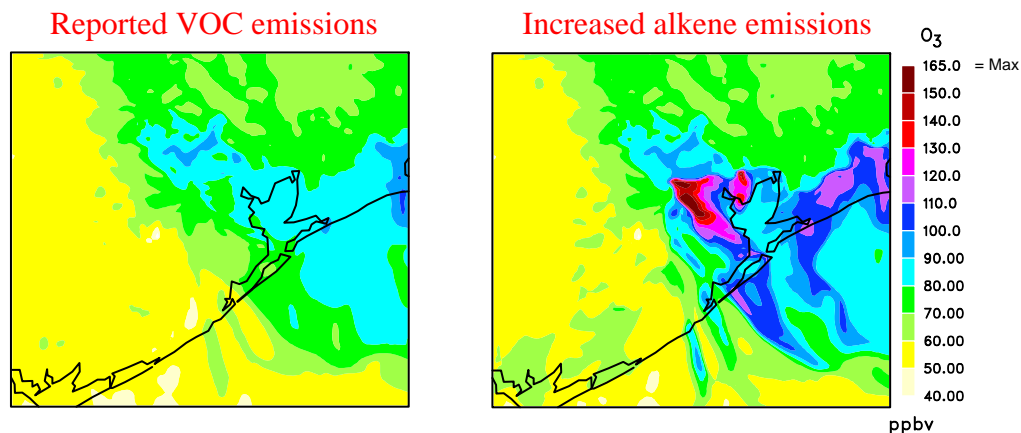 Reported VOC emissions
Increased alkene emissions
O3
165.0 = Max
150.0
140.0
130.0
120.0
110.0
100.0
90.00
80.00
70.00
60.00
50.00
40.00
ppbv